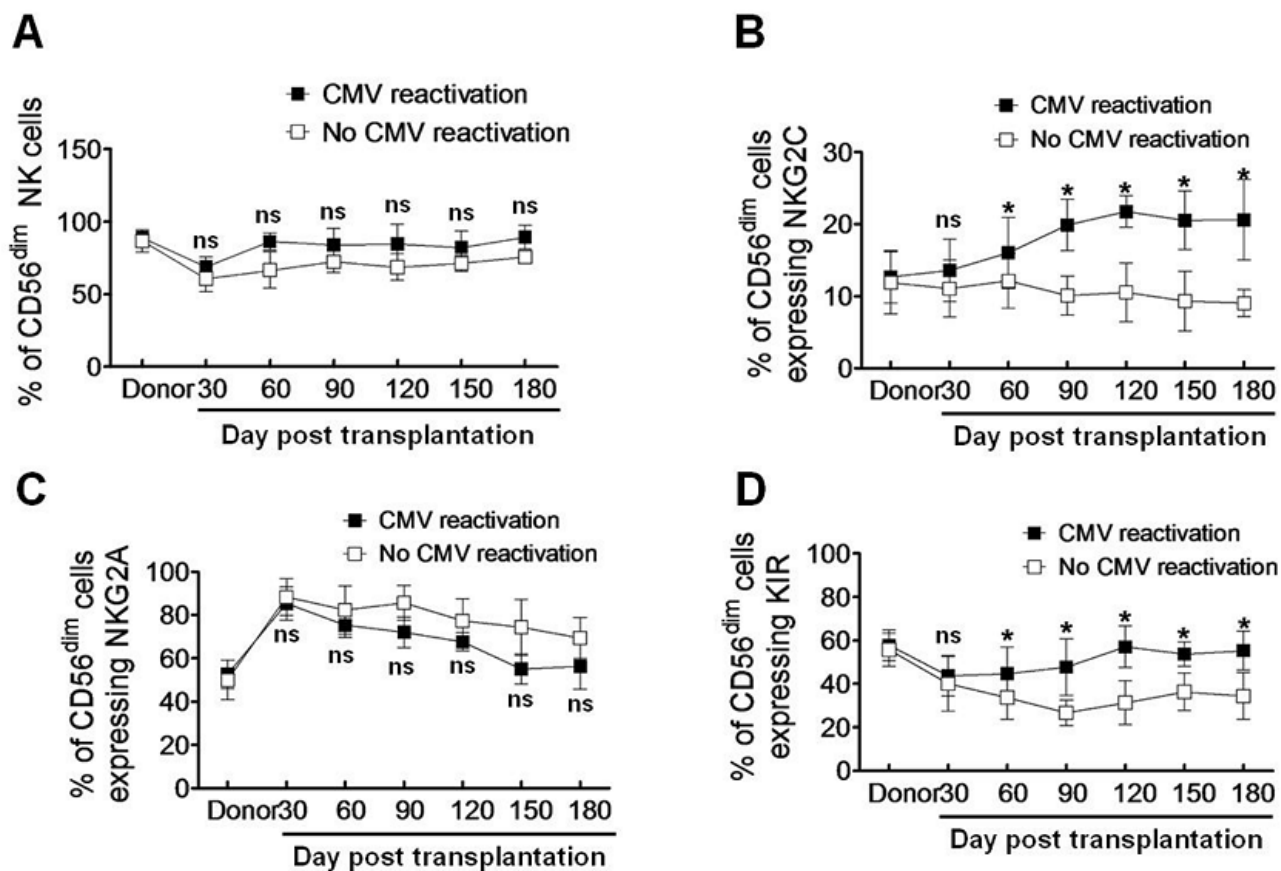 A
CMV reactivation
No CMV reactivation
% of CD56dim NK cells
150
100
50
0
ns
ns
ns
ns
ns
ns
Donor 30 60 90 120 150 180
Day post transplantation
B
CMV reactivation
No CMV reactivation
% of CD56dim cells
expressing NKG2C
30
20
10
0
ns
*
*
*
*
*
Donor 30 60 90 120 150 180
Day post transplantation
C
CMV reactivation
No CMV reactivation
% of CD56dim cells
expressing NKG2A
100
80
60
40
20
0
ns
ns
ns
ns
ns
ns
Donor 30 60 90 120 150 180
Day post transplantation
D
CMV reactivation
No CMV reactivation
% of CD56dim cells
expressing KIR
100
80
60
40
20
0
ns
*
*
*
*
*
Donor 30 60 90 120 150 180
Day post transplantation